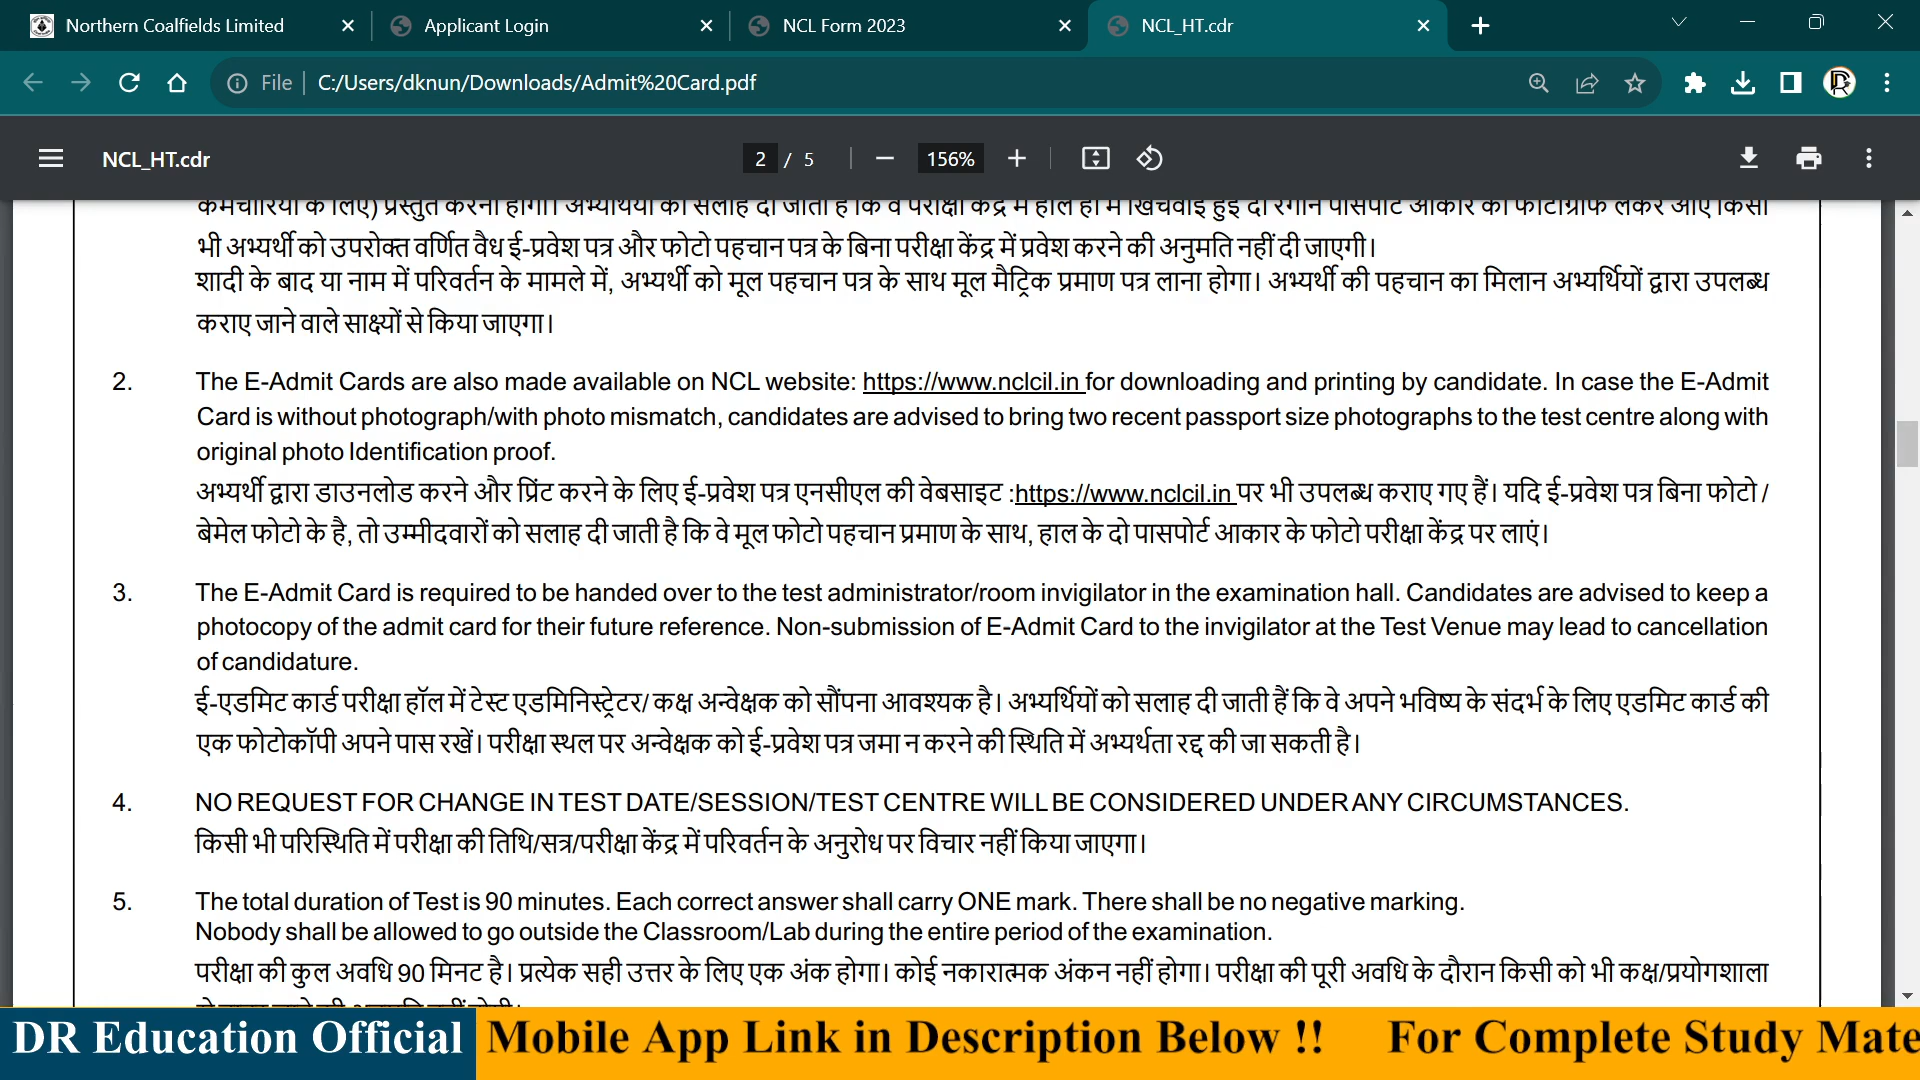 Northern Coalfields Limited
Applicant Login
NCL Form 2023
NCL_HT.cdr
File
C:/Users/dknun/Downloads/Admit%20Card.pdf
NCL_HT.cdr
2 / 5
156%
कर्मचारियों के लिए) प्रस्तुत करना होगा। अभ्यर्थियों को सलाह दी जाती है कि वे परीक्षा केंद्र में हाल ही में खिंचवाई हुई दो रंगीन पासपोर्ट आकार की फोटोग्राफ लेकर आएं किसी
भी अभ्यर्थी को उपरोक्त वर्णित वैध ई-प्रवेश पत्र और फोटो पहचान पत्र के बिना परीक्षा केंद्र में प्रवेश करने की अनुमति नहीं दी जाएगी।
शादी के बाद या नाम में परिवर्तन के मामले में, अभ्यर्थी को मूल पहचान पत्र के साथ मूल मैट्रिक प्रमाण पत्र लाना होगा। अभ्यर्थी की पहचान का मिलान अभ्यर्थियों द्वारा उपलब्ध
कराए जाने वाले साक्ष्यों से किया जाएगा।
2. The E-Admit Cards are also made available on NCL website: https://www.nclcil.in for downloading and printing by candidate. In case the E-Admit
Card is without photograph/with photo mismatch, candidates are advised to bring two recent passport size photographs to the test centre along with
original photo Identification proof.
अभ्यर्थी द्वारा डाउनलोड करने और प्रिंट करने के लिए ई-प्रवेश पत्र एनसीएल की वेबसाइट :https://www.nclcil.in पर भी उपलब्ध कराए गए हैं। यदि ई-प्रवेश पत्र बिना फोटो /
बेमेल फोटो के है, तो उम्मीदवारों को सलाह दी जाती है कि वे मूल फोटो पहचान प्रमाण के साथ, हाल के दो पासपोर्ट आकार के फोटो परीक्षा केंद्र पर लाएं।
3. The E-Admit Card is required to be handed over to the test administrator/room invigilator in the examination hall. Candidates are advised to keep a
photocopy of the admit card for their future reference. Non-submission of E-Admit Card to the invigilator at the Test Venue may lead to cancellation
of candidature.
ई-एडमिट कार्ड परीक्षा हॉल में टेस्ट एडमिनिस्ट्रेटर/ कक्ष अन्वेक्षक को सौंपना आवश्यक है। अभ्यर्थियों को सलाह दी जाती हैं कि वे अपने भविष्य के संदर्भ के लिए एडमिट कार्ड की
एक फोटोकॉपी अपने पास रखें। परीक्षा स्थल पर अन्वेक्षक को ई-प्रवेश पत्र जमा न करने की स्थिति में अभ्यर्थता रद्द की जा सकती है।
4. NO REQUEST FOR CHANGE IN TEST DATE/SESSION/TEST CENTRE WILL BE CONSIDERED UNDER ANY CIRCUMSTANCES.
किसी भी परिस्थिति में परीक्षा की तिथि/सत्र/परीक्षा केंद्र में परिवर्तन के अनुरोध पर विचार नहीं किया जाएगा।
5. The total duration of Test is 90 minutes. Each correct answer shall carry ONE mark. There shall be no negative marking.
Nobody shall be allowed to go outside the Classroom/Lab during the entire period of the examination.
परीक्षा की कुल अवधि 90 मिनट है। प्रत्येक सही उत्तर के लिए एक अंक होगा। कोई नकारात्मक अंकन नहीं होगा। परीक्षा की पूरी अवधि के दौरान किसी को भी कक्ष/प्रयोगशाला
DR Education Official
Mobile App Link in Description Below !! For Complete Study Mate